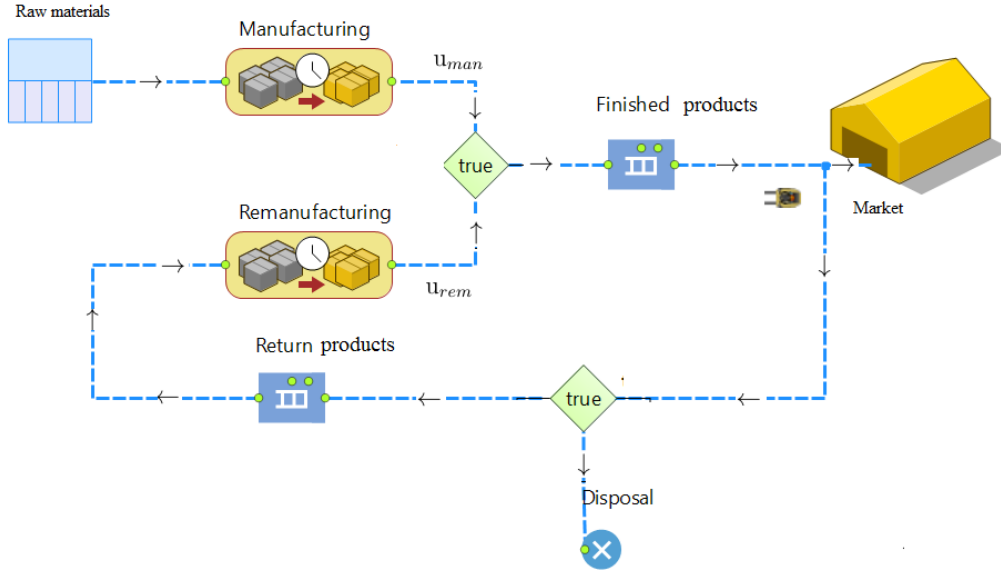 Raw materials
Manufacturing
u_man
Finished products
true
Remanufacturing
Market
u_rem
Return products
true
Disposal